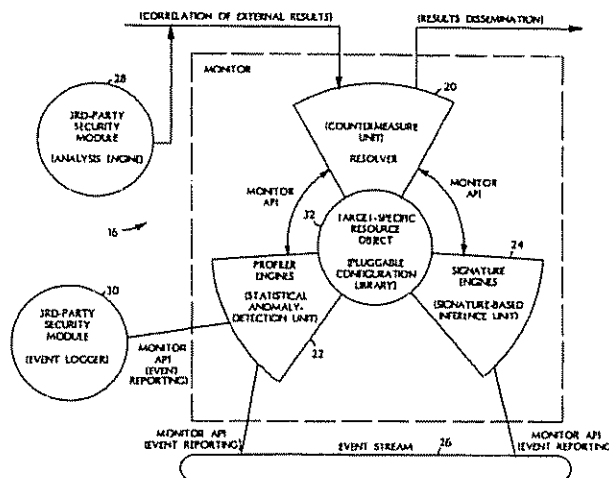 (CORRELATION OF EXTERNAL RESULTS)
(RESULTS DISSEMINATION)
MONITOR
28
20
3RD-PARTY
SECURITY
MODULE
(ANALYSIS ENGINE)
(COUNTERMEASURE
UNIT)
RESOLVER
MONITOR
API
MONITOR
API
16
32
TARGET-SPECIFIC
RESOURCE
OBJECT
(PLUGGABLE
CONFIGURATION
LIBRARY)
24
PROFILER
ENGINES
(STATISTICAL
ANOMALY-
DETECTION UNIT)
SIGNATURE
ENGINES
(SIGNATURE-BASED
INFERENCE UNIT)
30
3RD-PARTY
SECURITY
MODULE
(EVENT LOGGER)
MONITOR
API
(EVENT
REPORTING)
22
MONITOR API
(EVENT REPORTING)
EVENT STREAM
26
MONITOR API
(EVENT REPORTING)